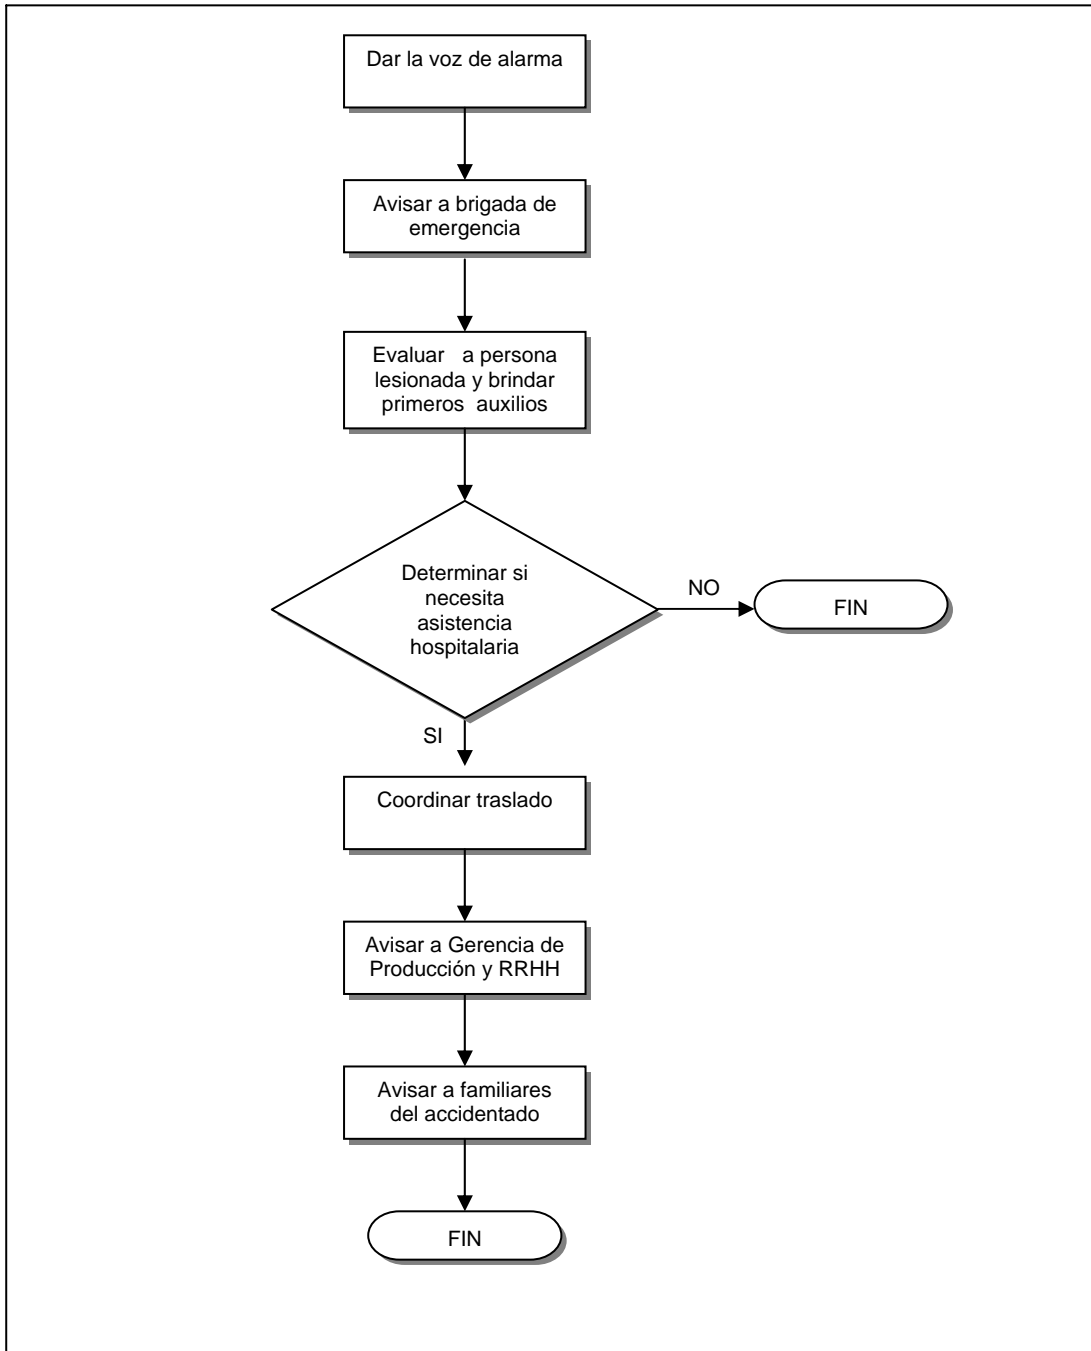 Dar la voz de alarma
Avisar a brigada de
emergencia
Evaluar a persona
lesionada y brindar
primeros auxilios
Determinar si
necesita
asistencia
hospitalaria
NO
FIN
SI
Coordinar traslado
Avisar a Gerencia de
Producción y RRHH
Avisar a familiares
del accidentado
FIN